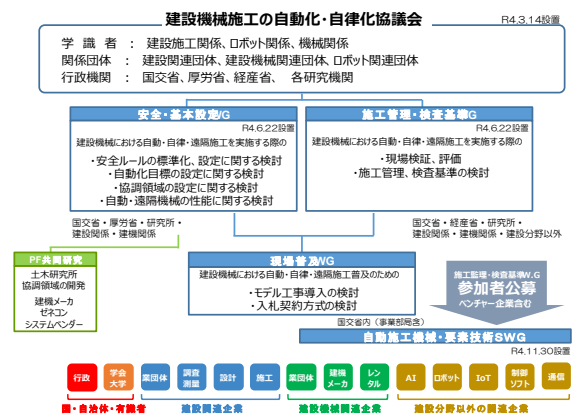 建設機械施工の自動化・自律化協議会
R4.3.14設置
学 識 者 ： 建設施工関係、ロボット関係、機械関係
関係団体 ： 建設関連団体、建設機械関連団体、ロボット関連団体
行政機関 ： 国交省、厚労省、経産省、 各研究機関
安全・基本設定WG
R4.6.22設置
建設機械における自動・自律・遠隔施工を実施する際の
・安全ルールの標準化、設定に関する検討
・自動化目標の設定に関する検討
・協調領域の設定に関する検討
・自動・遠隔機械の性能に関する検討
施工管理・検査基準WG
R4.6.22設置
建設機械における自動・自律・遠隔施工を実施する際の
・現場検証、評価
・施工管理、検査基準の検討
国交省・厚労省・研究所・
建設関係・建機関係
国交省・経産省・研究所・
建設関係・建機関係・建設分野以外
PF共同研究
土木研究所
協調領域の開発
建機メーカ
ゼネコン
システムベンダー
現場普及WG
建設機械における自動・自律・遠隔施工普及のための
・モデル工事導入の検討
・入札契約方式の検討
国交省内（事業部局含）
施工監理・検査基準W.G
参加者公募
ベンチャー企業含む
自動施工機械・要素技術SWG
R4.11.30設置
行政
学会
大学
業団体
調査
測量
設計
施工
業団体
建機
メーカ
レン
タル
AI
ロボット
IoT
制御
ソフト
通信
国・自治体・有識者
建設関連企業
建設機械関連企業
建設分野以外の関連企業